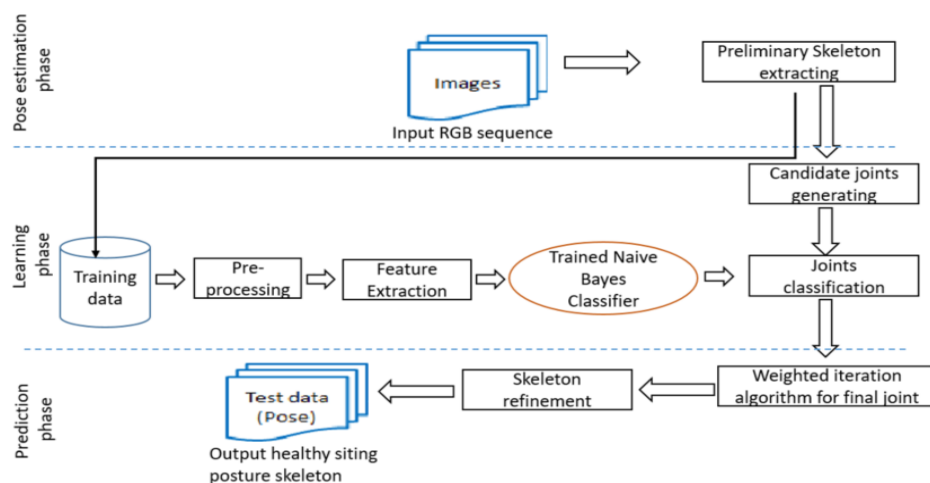 Pose estimation
phase
Images
Input RGB sequence
Preliminary Skeleton
extracting
Learning
phase
Candidate joints
generating
Training
data
Pre-
processing
Feature
Extraction
Trained Naive
Bayes
Classifier
Joints
classification
Prediction
phase
Test data
(Pose)
Output healthy siting
posture skeleton
Skeleton
refinement
Weighted iteration
algorithm for final joint